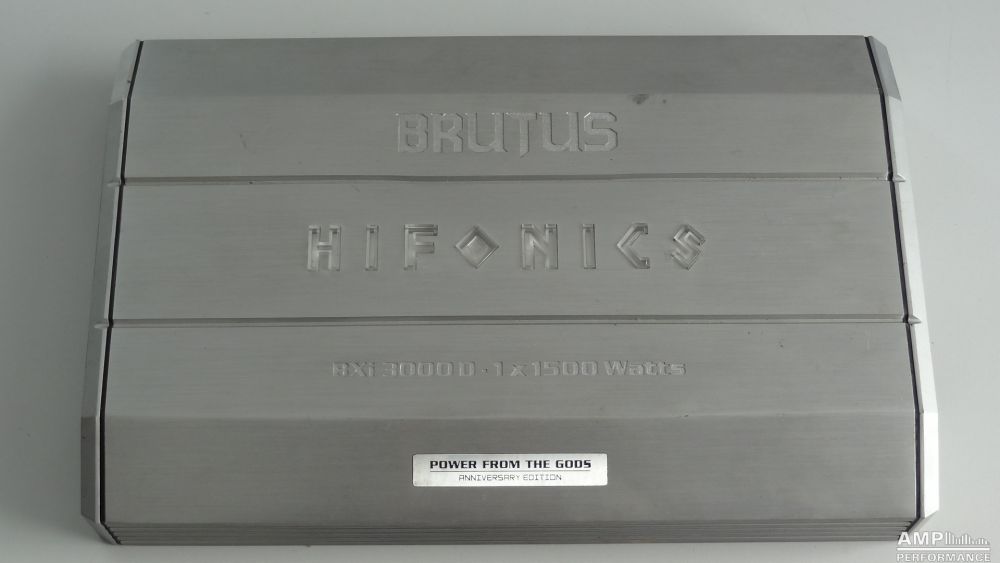 BRUTUS
HIFONICS
BXi 3000D · 1 x 1500 Watts
POWER FROM THE GODS
ANNIVERSARY EDITION
AMP
PERFORMANCE